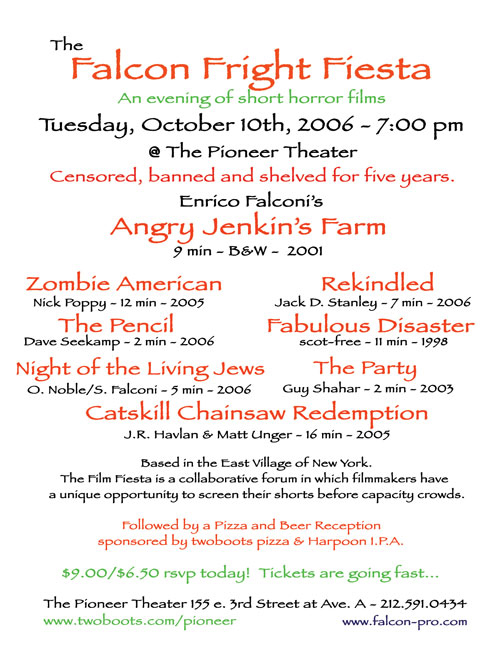 The
Falcon Fright Fiesta
An evening of short horror films
Tuesday, October 10th, 2006 - 7:00 pm
@ The Pioneer Theater
Censored, banned and shelved for five years.
Enrico Falconi's
Angry Jenkin's Farm
9 min - B&W - 2001
Zombie American
Nick Poppy - 12 min - 2005
Rekindled
Jack D. Stanley - 7 min - 2006
The Pencil
Dave Seekamp - 2 min - 2006
Fabulous Disaster
scot-free - 11 min - 1998
Night of the Living Jews
O. Noble/S. Falconi - 5 min - 2006
The Party
Guy Shahar - 2 min - 2003
Catskill Chainsaw Redemption
J.R. Havlan & Matt Unger - 16 min - 2005
Based in the East Village of New York.
The Film Fiesta is a collaborative forum in which filmmakers have
a unique opportunity to screen their shorts before capacity crowds.
Followed by a Pizza and Beer Reception
sponsored by twoboots pizza & Harpoon I.P.A.
$9.00/$6.50 rsvp today! Tickets are going fast...
The Pioneer Theater 155 e. 3rd Street at Ave. A - 212.591.0434
www.twoboots.com/pioneer
www.falcon-pro.com